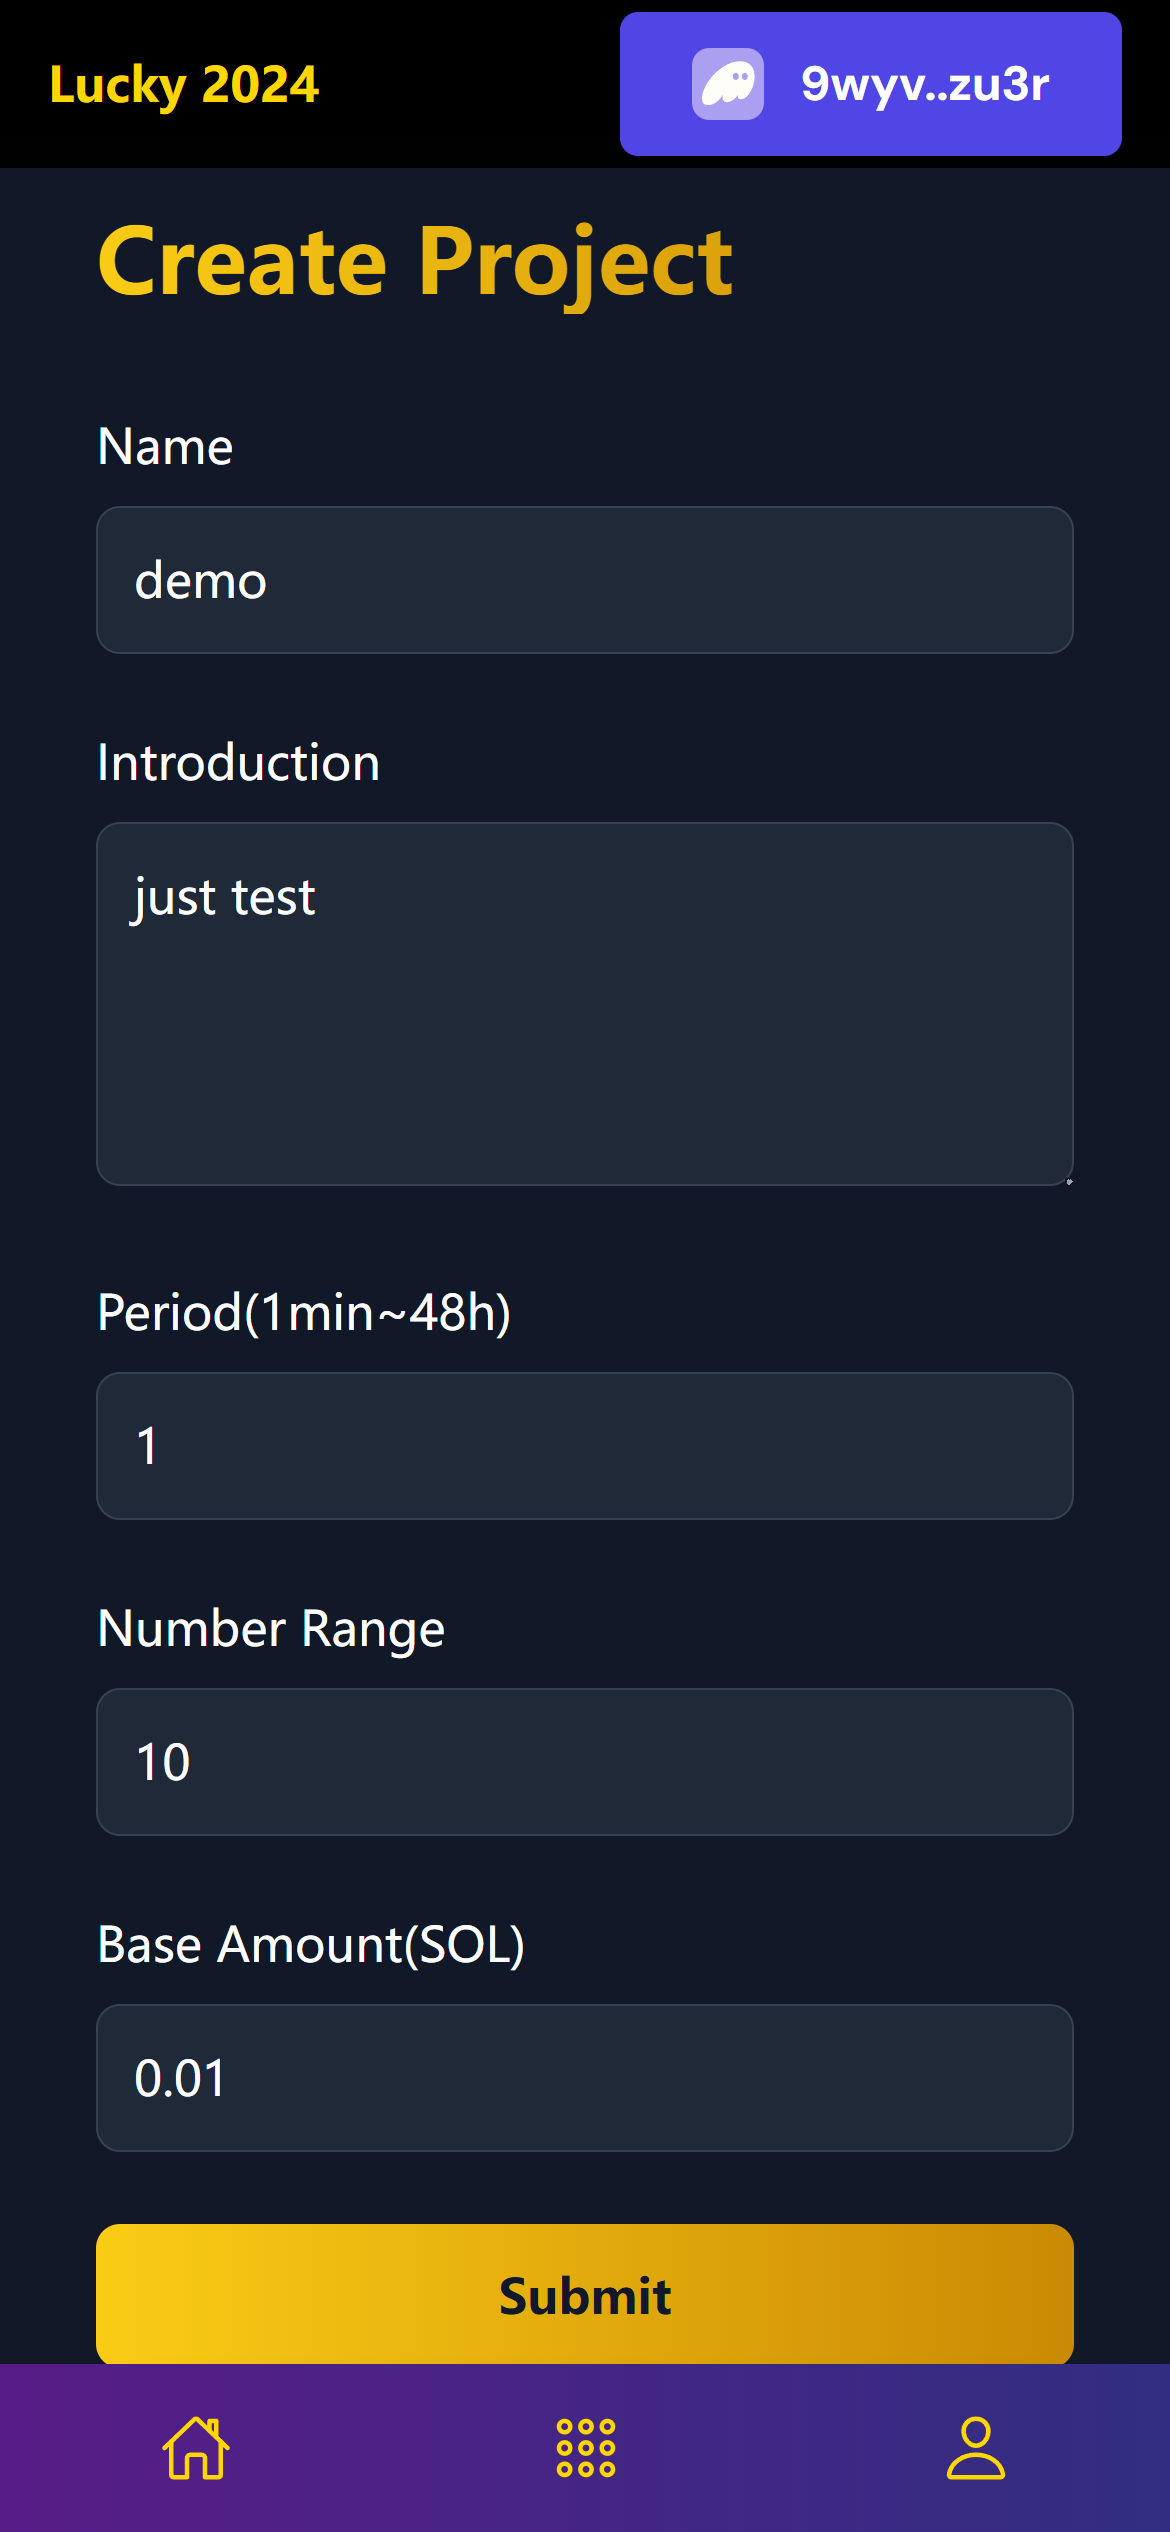 Lucky 2024
9wyv..zu3r
Create Project
Name
demo
Introduction
just test
Period(1min~48h)
1
Number Range
10
Base Amount(SOL)
0.01
Submit